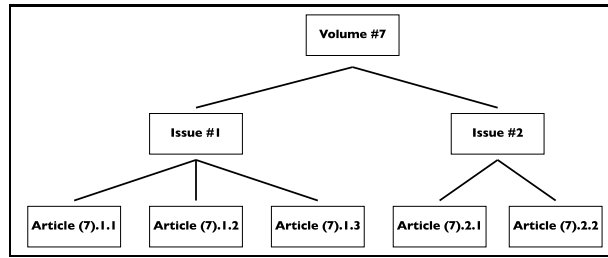 Volume #7
Issue #1
Issue #2
Article (7).1.1
Article (7).1.2
Article (7).1.3
Article (7).2.1
Article (7).2.2